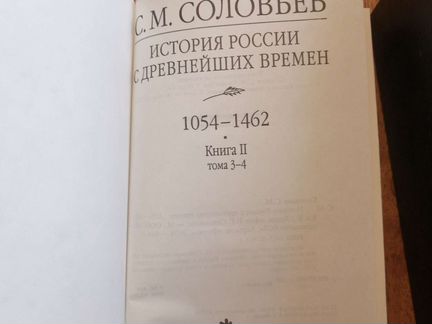 С. М. СОЛОВЬЕВ
ИСТОРИЯ РОССИИ
С ДРЕВНЕЙШИХ ВРЕМЕН
1054–1462
•
Книга II
тома 3–4